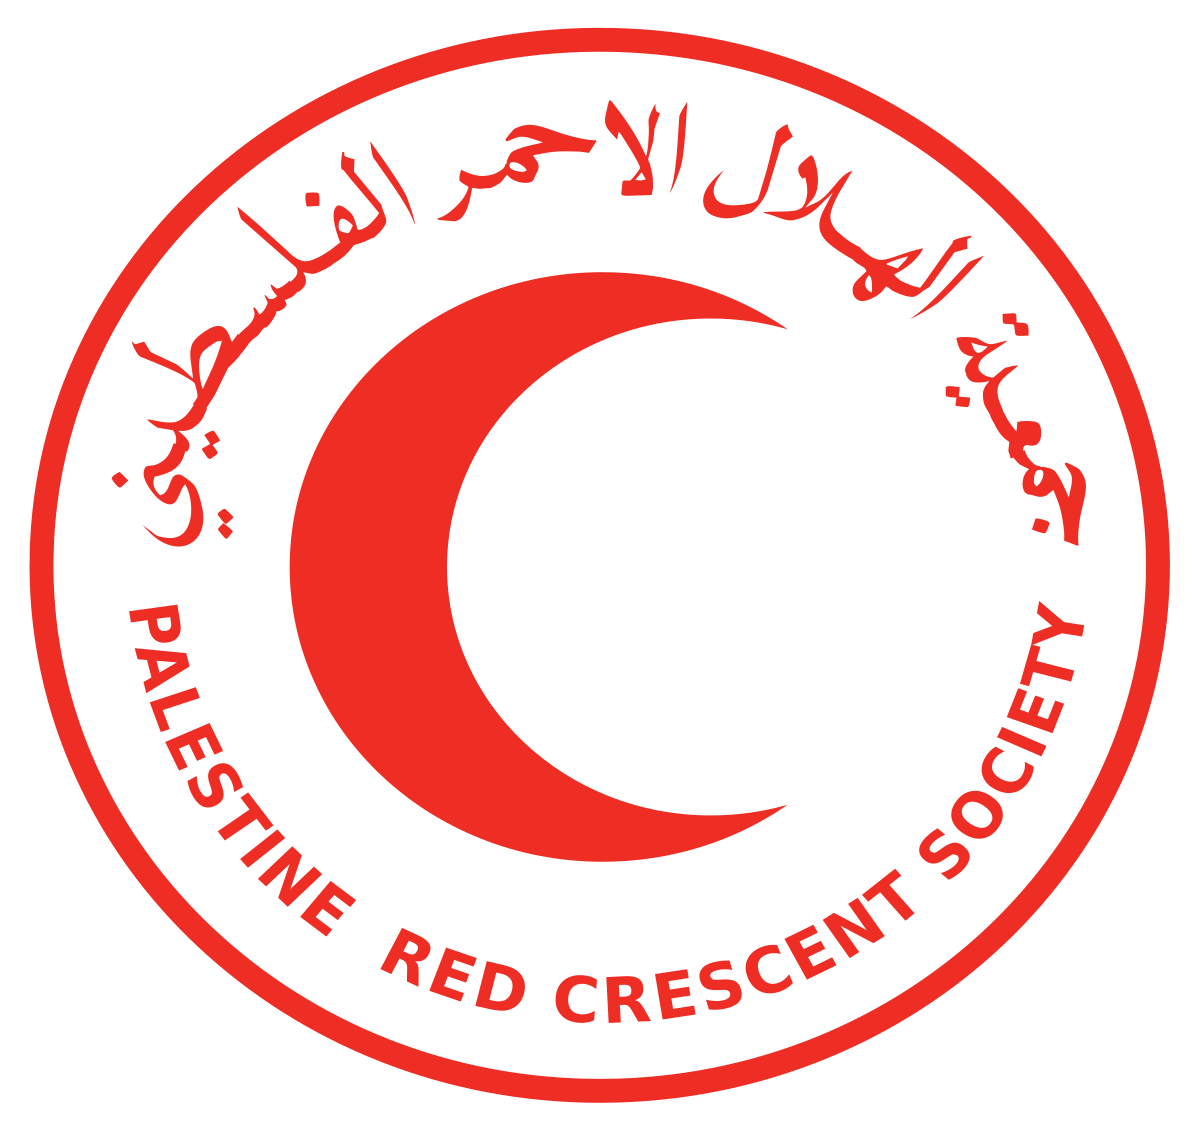 جمعية الهلال الاحمر الفلسطيني
PALESTINE RED CRESCENT SOCIETY